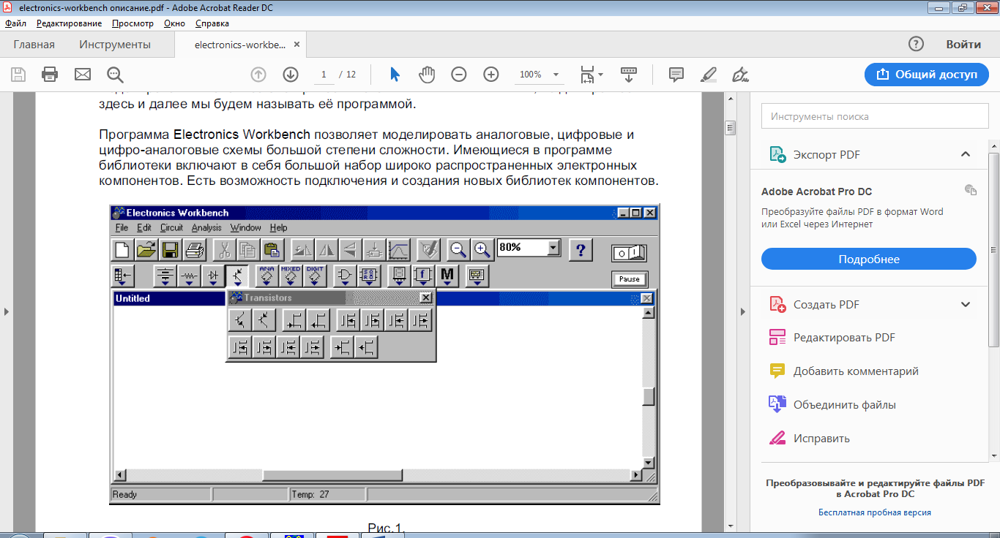 electronics-workbench описание.pdf - Adobe Acrobat Reader DC
Файл Редактирование Просмотр Окно Справка
Главная Инструменты electronics-workbe... Войти
1 / 12 100% Общий доступ
здесь и далее мы будем называть её программой.
Программа Electronics Workbench позволяет моделировать аналоговые, цифровые и
цифро-аналоговые схемы большой степени сложности. Имеющиеся в программе
библиотеки включают в себя большой набор широко распространенных электронных
компонентов. Есть возможность подключения и создания новых библиотек компонентов.
Electronics Workbench
File Edit Circuit Analysis Window Help
80% ?
ANA MIXED DIGIT f M Pause
Untitled
Transistors
Ready Temp: 27
Рис.1.
Инструменты поиска
Экспорт PDF
Adobe Acrobat Pro DC
Преобразуйте файлы PDF в формат Word
или Excel через Интернет
Подробнее
Создать PDF
Редактировать PDF
Добавить комментарий
Объединить файлы
Исправить
Преобразовывайте и редактируйте файлы PDF
в Acrobat Pro DC
Бесплатная пробная версия